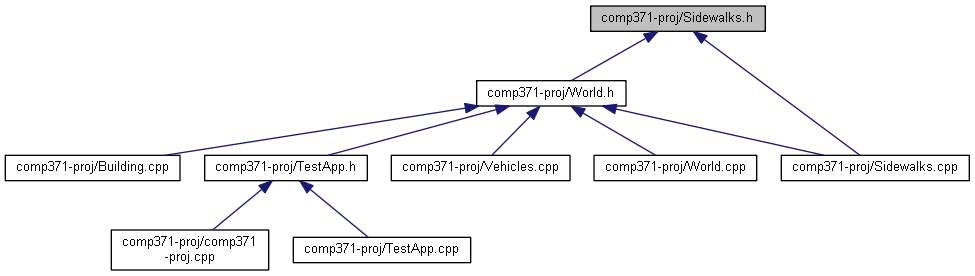 comp371-proj/Sidewalks.h
comp371-proj/World.h
comp371-proj/Building.cpp
comp371-proj/TestApp.h
comp371-proj/Vehicles.cpp
comp371-proj/World.cpp
comp371-proj/Sidewalks.cpp
comp371-proj/comp371
-proj.cpp
comp371-proj/TestApp.cpp